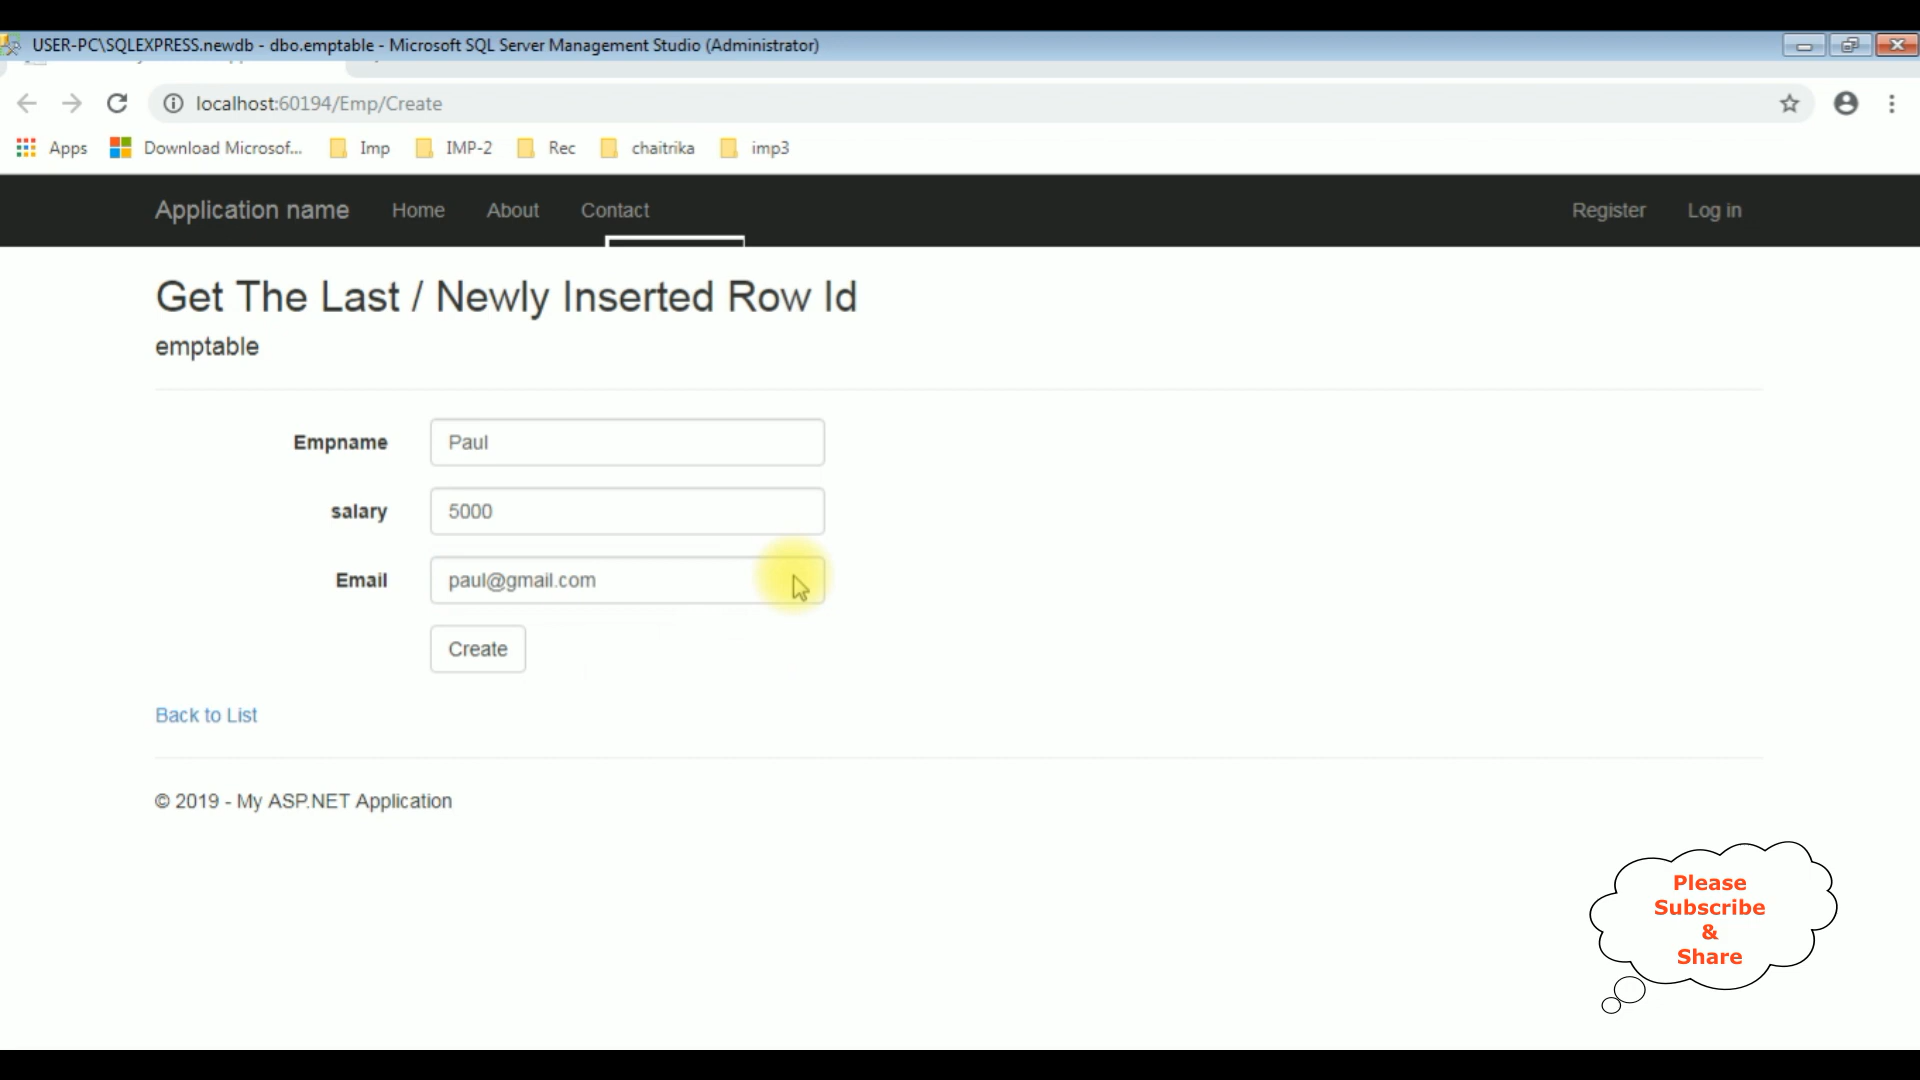 USER-PC\SQLEXPRESS.newdb - dbo.emptable - Microsoft SQL Server Management Studio (Administrator)
localhost:60194/Emp/Create
Apps Download Microsof... Imp IMP-2 Rec chaitrika imp3
Application name Home About Contact Register Log in
Get The Last / Newly Inserted Row Id
emptable
Empname Paul
salary 5000
Email paul@gmail.com
Create
Back to List
© 2019 - My ASP.NET Application
Please
Subscribe
&
Share